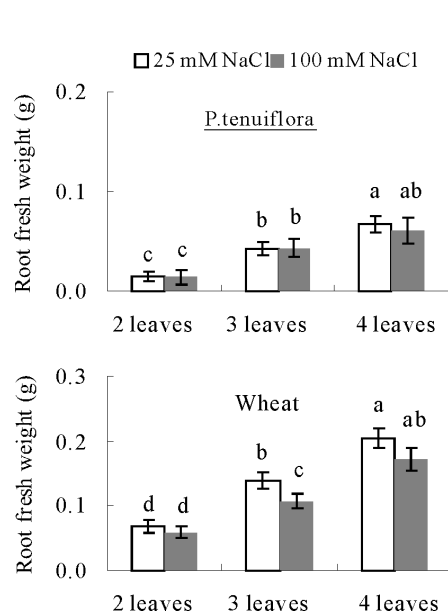 25 mM NaCl 100 mM NaCl
0.2
P.tenuiflora
Root fresh weight (g)
a ab
0.1
b b
c c
0.0
2 leaves 3 leaves 4 leaves
0.3
Wheat
Root fresh weight (g)
a
ab
0.2
b
c
0.1
d d
0.0
2 leaves 3 leaves 4 leaves